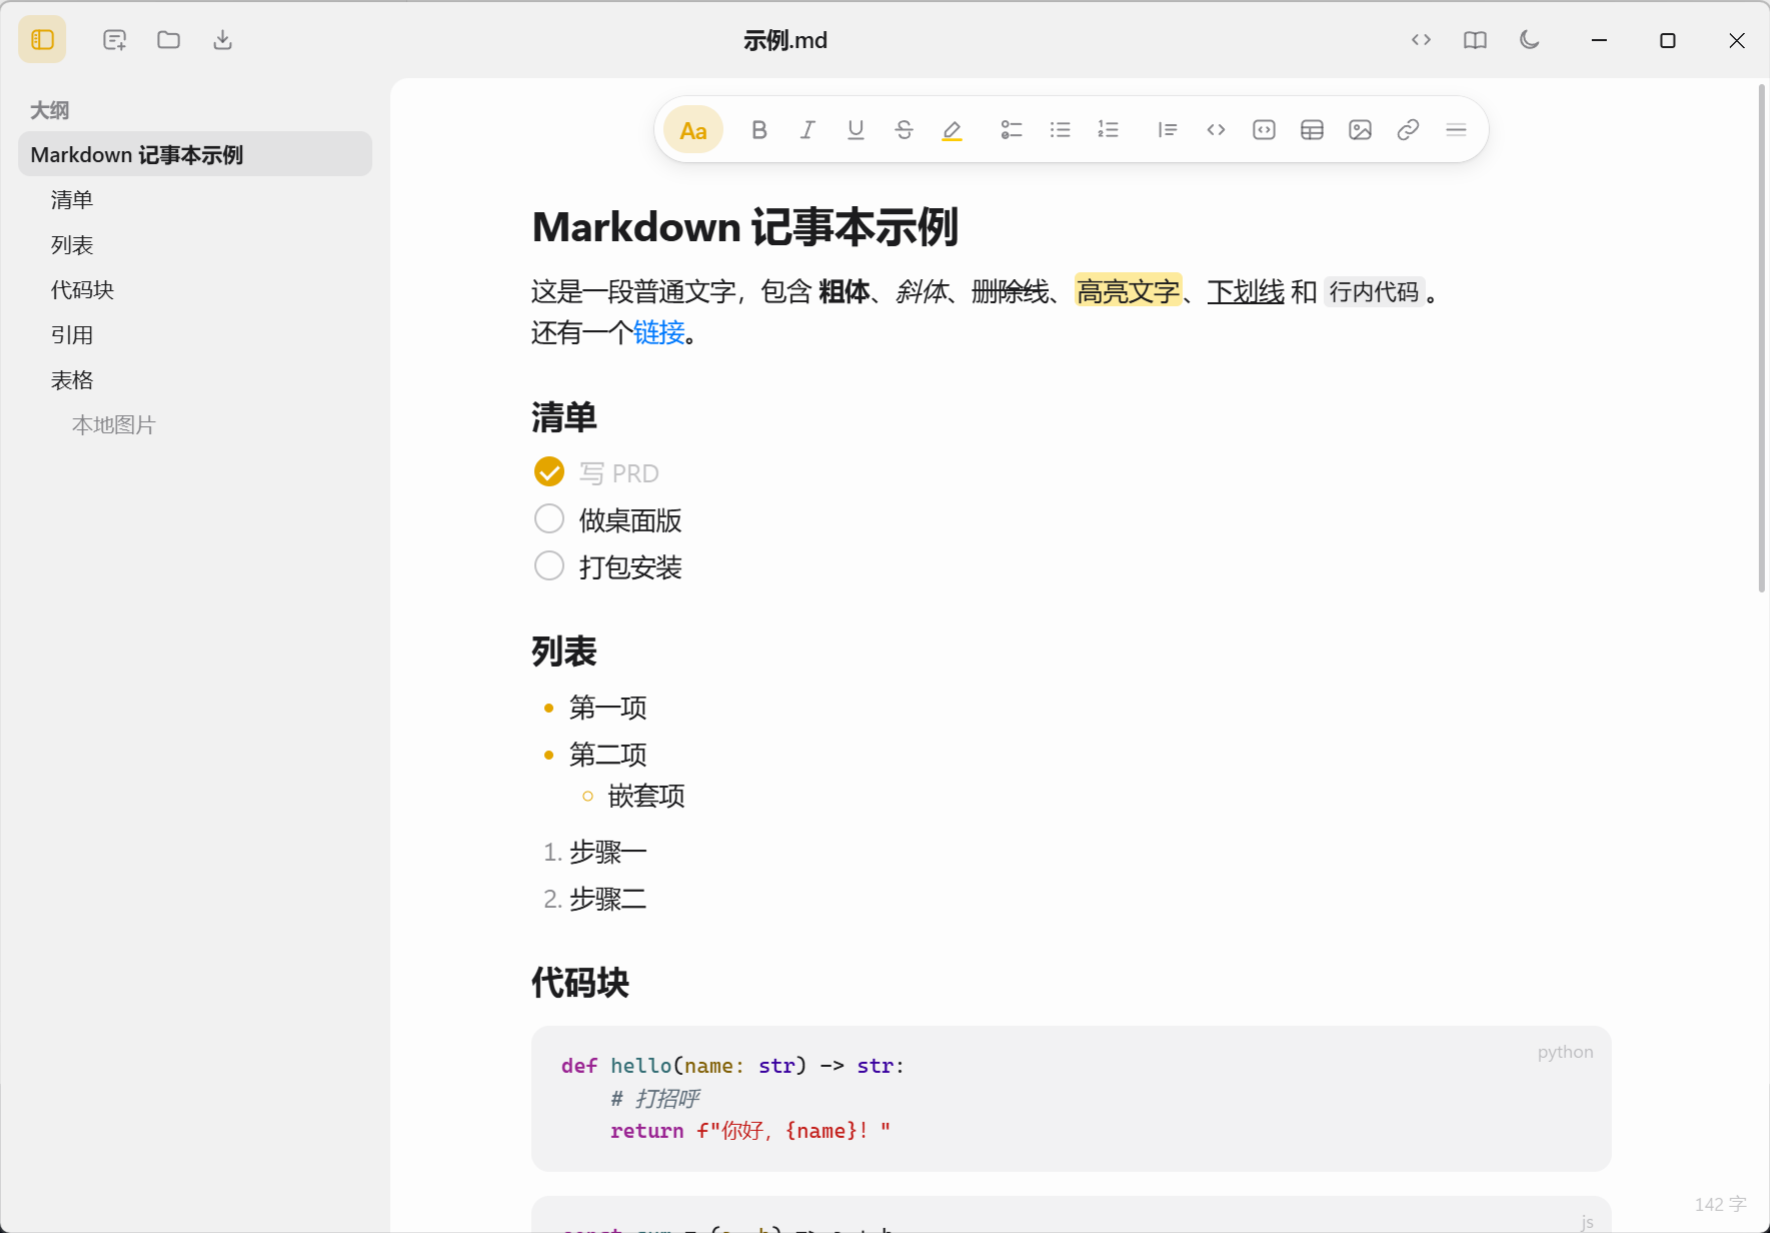 示例.md
大纲
Markdown 记事本示例
清单
列表
代码块
引用
表格
本地图片
Aa B I U S
Markdown 记事本示例
这是一段普通文字，包含 粗体、斜体、删除线、高亮文字、下划线 和 行内代码。
还有一个链接。
清单
写 PRD
做桌面版
打包安装
列表
第一项
第二项
嵌套项
1. 步骤一
2. 步骤二
代码块
python
def hello(name: str) -> str:
# 打招呼
return f"你好，{name}！"
142 字
js